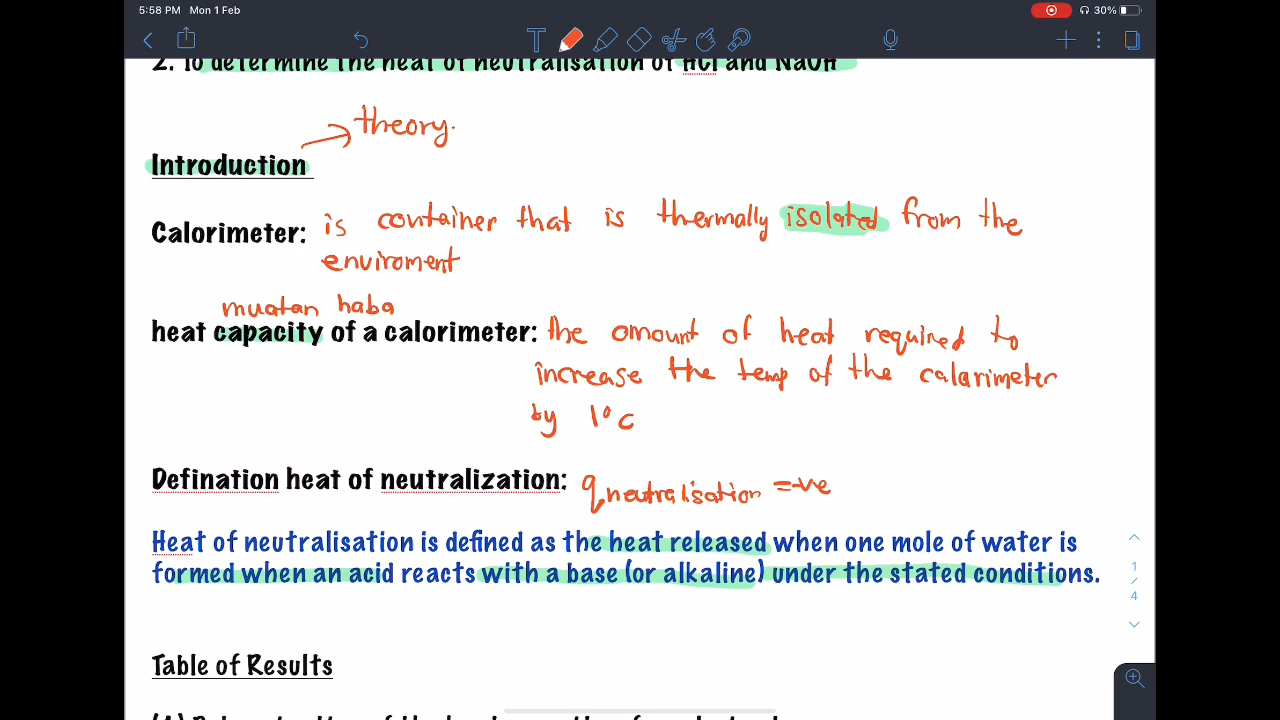 5:58 PM Mon 1 Feb
30%
2. To determine the heat of neutralisation of HCl and NaOH
theory.
Introduction
Calorimeter: is container that is thermally isolated from the
enviroment
muatan haba
heat capacity of a calorimeter: the amount of heat required to
increase the temp of the calarimeter
by 1°c
Defination heat of neutralization: q neutralisation = -ve
Heat of neutralisation is defined as the heat released when one mole of water is
formed when an acid reacts with a base (or alkaline) under the stated conditions.
1
/
4
Table of Results